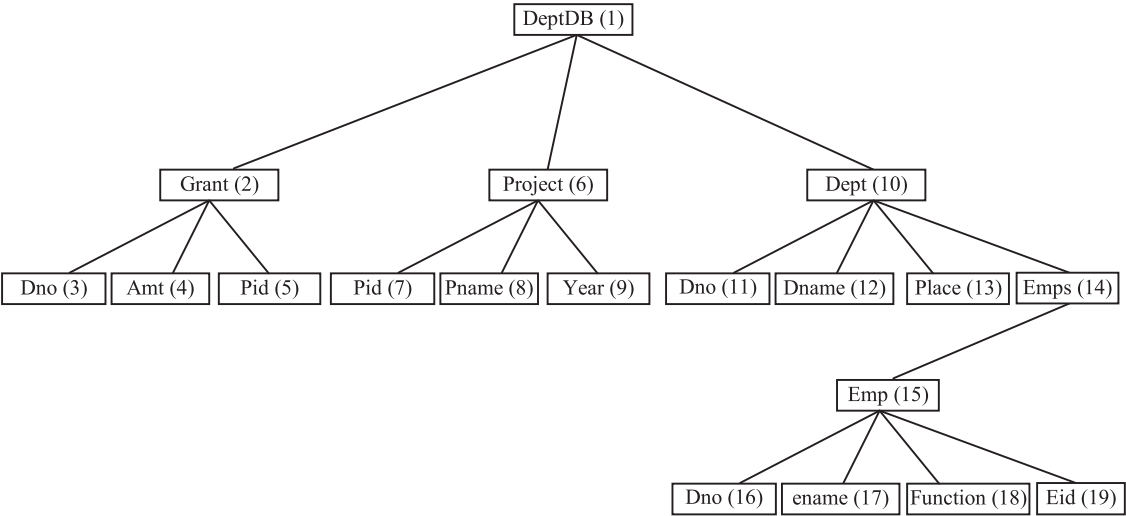 DeptDB (1)
Grant (2)
Project (6)
Dept (10)
Dno (3)
Amt (4)
Pid (5)
Pid (7)
Pname (8)
Year (9)
Dno (11)
Dname (12)
Place (13)
Emps (14)
Emp (15)
Dno (16)
ename (17)
Function (18)
Eid (19)